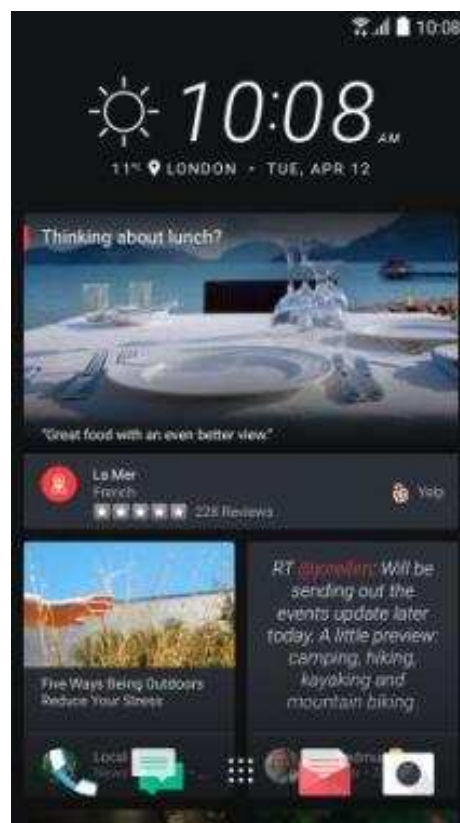 10:08
10:08 AM
11°C LONDON • TUE, APR 12
Thinking about lunch?
"Great food with an even better view."
La Mer
French
228 Reviews
Yelp
Five Ways Being Outdoors
Reduce Your Stress
RT Will be
sending out the
events update later
today. A little preview:
camping, hiking,
kayaking and
mountain biking
Local
News